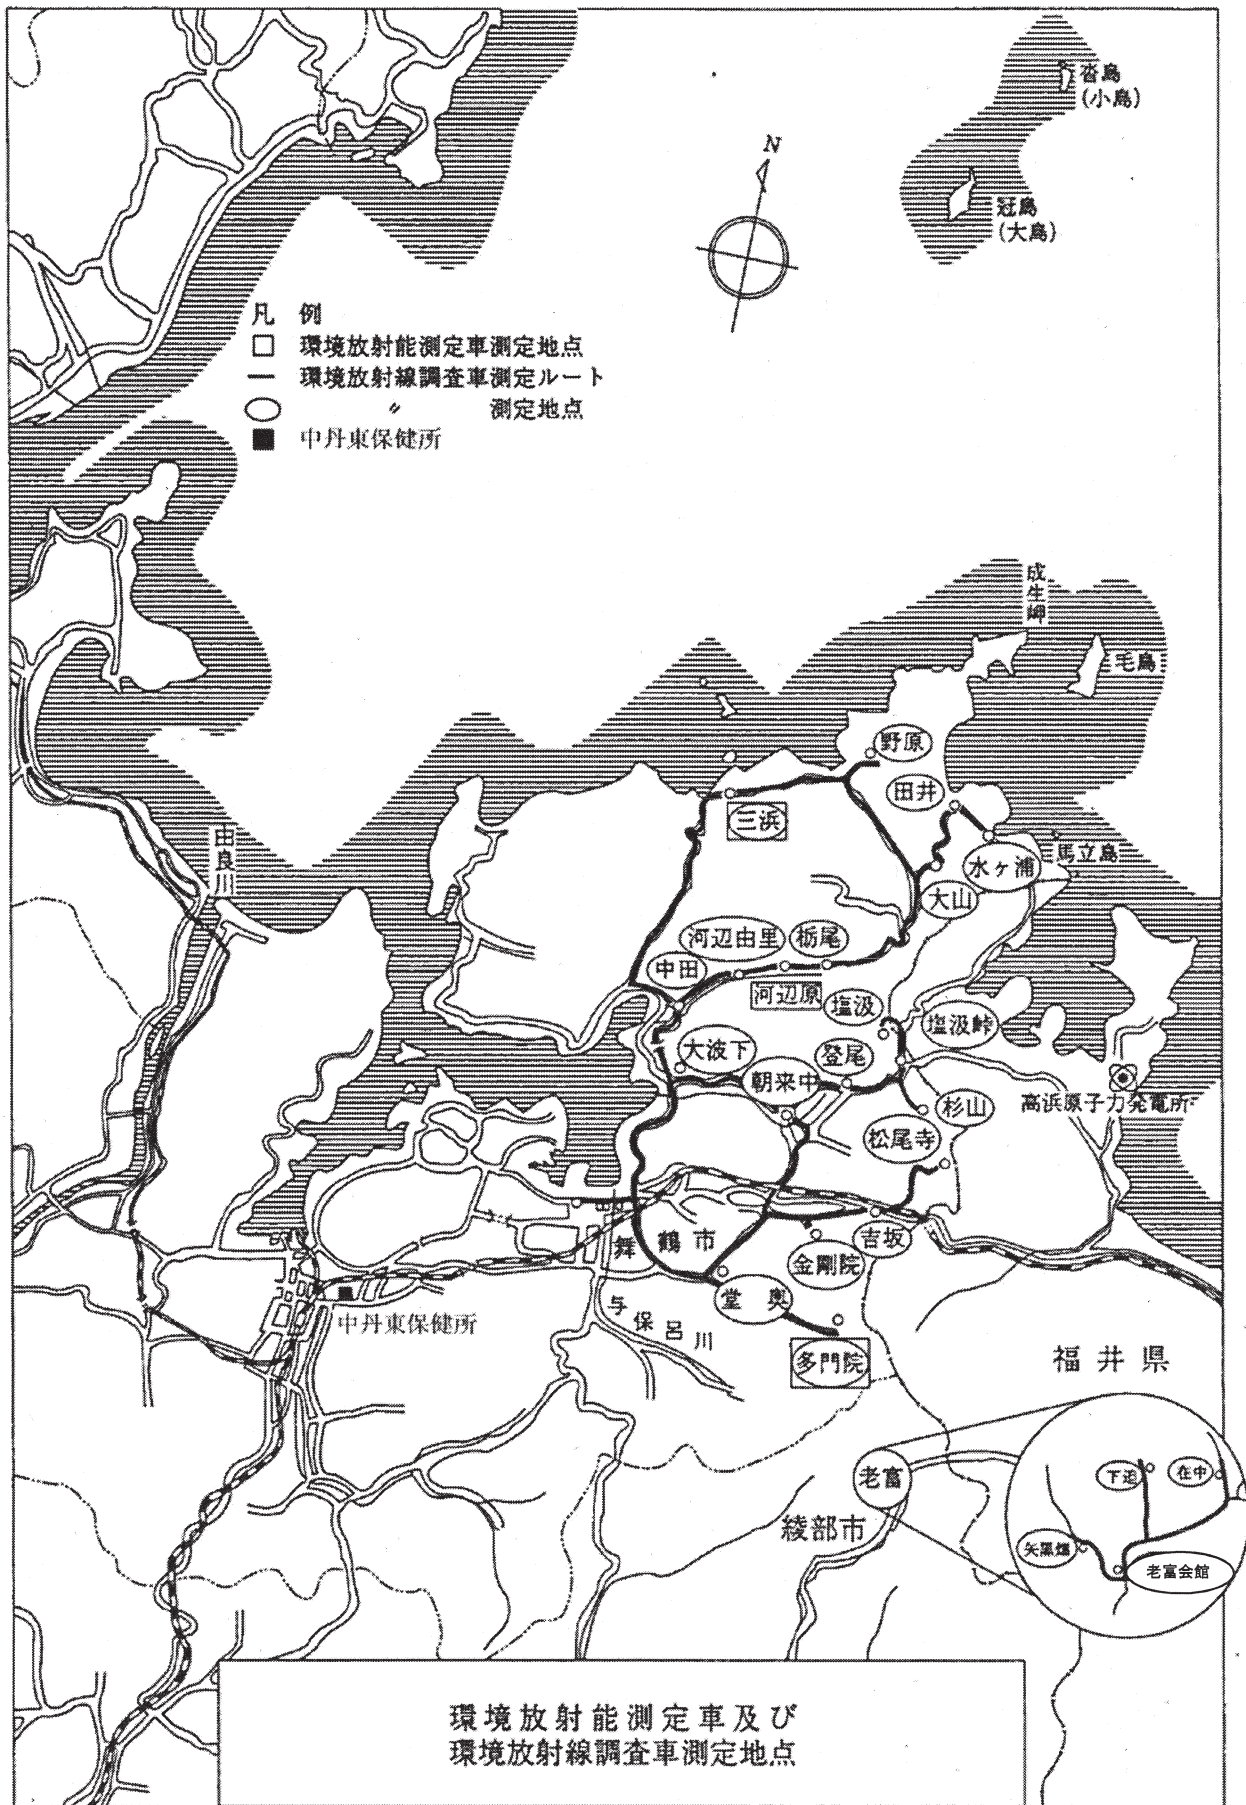 沓島
(小島)
N
冠島
(大島)
凡 例
□ 環境放射能測定車測定地点
― 環境放射線調査車測定ルート
○ 〃 測定地点
■ 中丹東保健所
成生岬
毛島
野原
田井
三浜
水ヶ浦
馬立島
大山
由良川
河辺由里
栃尾
中田
河辺原
塩汲
塩汲峠
大波下
登尾
朝来中
杉山
高浜原子力発電所
松尾寺
舞鶴市
吉坂
金剛院
堂 奥
中丹東保健所
与保呂川
多門院
福井県
老富
綾部市
下追
在中
老富会館
環境放射能測定車及び
環境放射線調査車測定地点